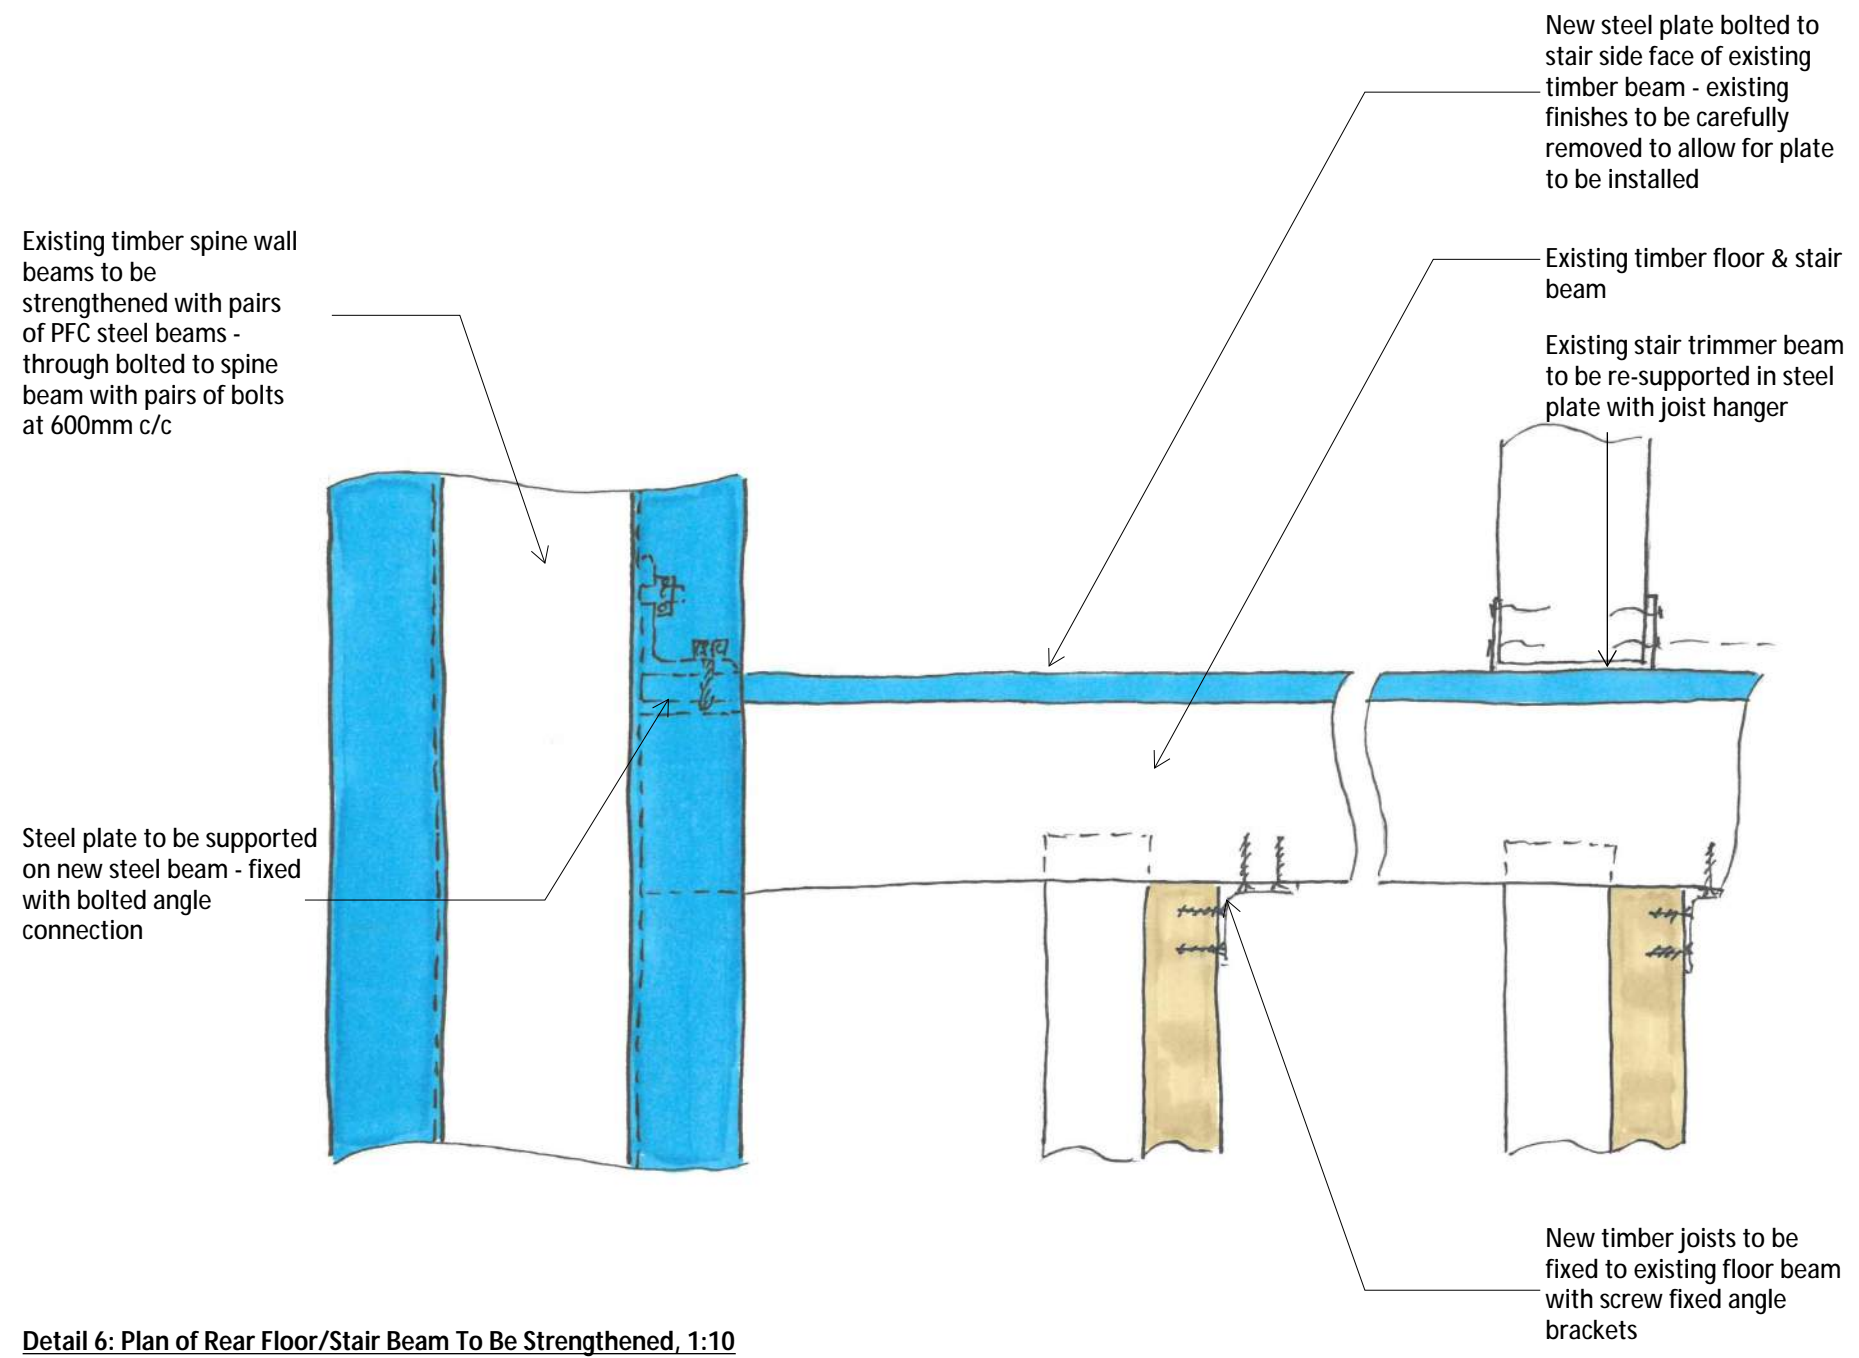 New steel plate bolted to
stair side face of existing
timber beam - existing
finishes to be carefully
removed to allow for plate
to be installed
Existing timber spine wall
beams to be
strengthened with pairs
of PFC steel beams -
through bolted to spine
beam with pairs of bolts
at 600mm c/c
Existing timber floor & stair
beam
Existing stair trimmer beam
to be re-supported in steel
plate with joist hanger
Steel plate to be supported
on new steel beam - fixed
with bolted angle
connection
New timber joists to be
fixed to existing floor beam
with screw fixed angle
brackets
Detail 6: Plan of Rear Floor/Stair Beam To Be Strengthened, 1:10